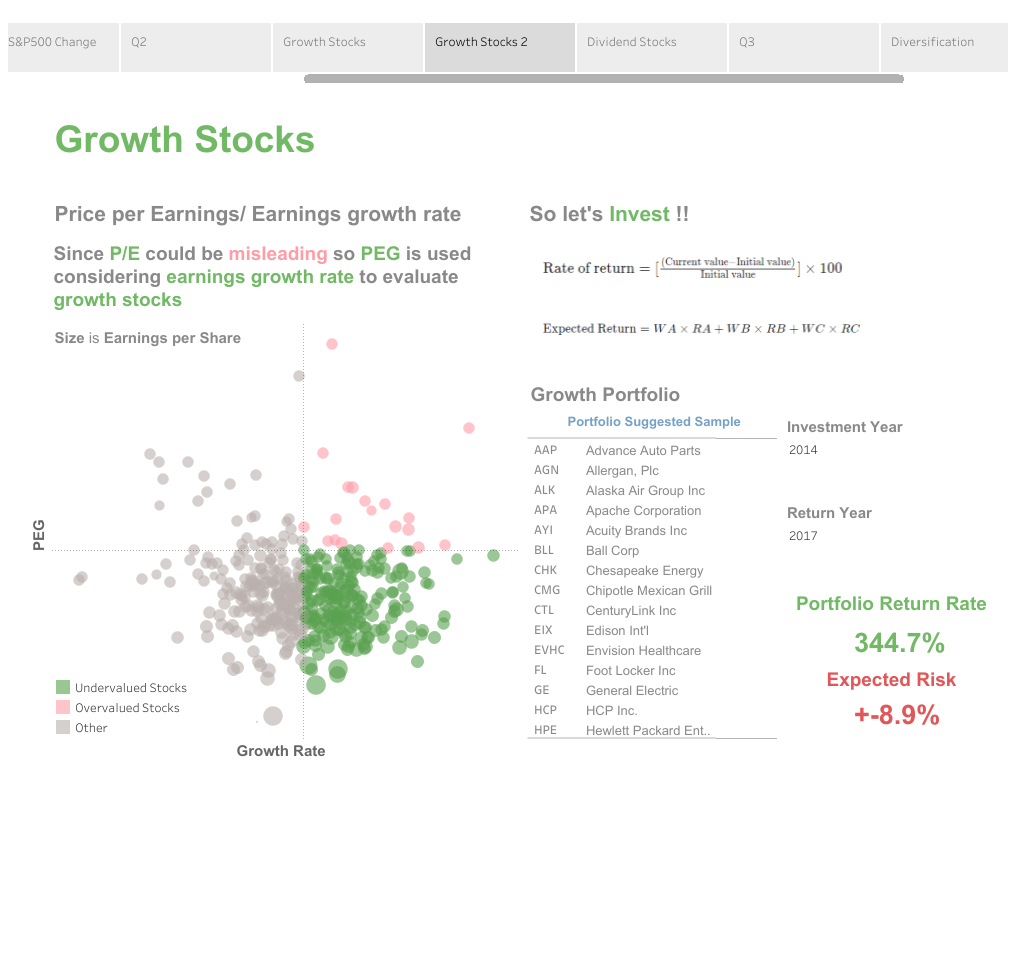 S&P500 Change
Q2
Growth Stocks
Growth Stocks 2
Dividend Stocks
Q3
Diversification
Growth Stocks
Price per Earnings/ Earnings growth rate
Since P/E could be misleading so PEG is used
considering earnings growth rate to evaluate
growth stocks
Size is Earnings per Share
PEG
Undervalued Stocks
Overvalued Stocks
Other
Growth Rate
So let's Invest !!
Rate of return = [(Current value−Initial value)/Initial value] × 100
Expected Return = WA × RA + WB × RB + WC × RC
Growth Portfolio
Portfolio Suggested Sample
AAP Advance Auto Parts
AGN Allergan, Plc
ALK Alaska Air Group Inc
APA Apache Corporation
AYI Acuity Brands Inc
BLL Ball Corp
CHK Chesapeake Energy
CMG Chipotle Mexican Grill
CTL CenturyLink Inc
EIX Edison Int'l
EVHC Envision Healthcare
FL Foot Locker Inc
GE General Electric
HCP HCP Inc.
HPE Hewlett Packard Ent..
Investment Year
2014
Return Year
2017
Portfolio Return Rate
344.7%
Expected Risk
+-8.9%